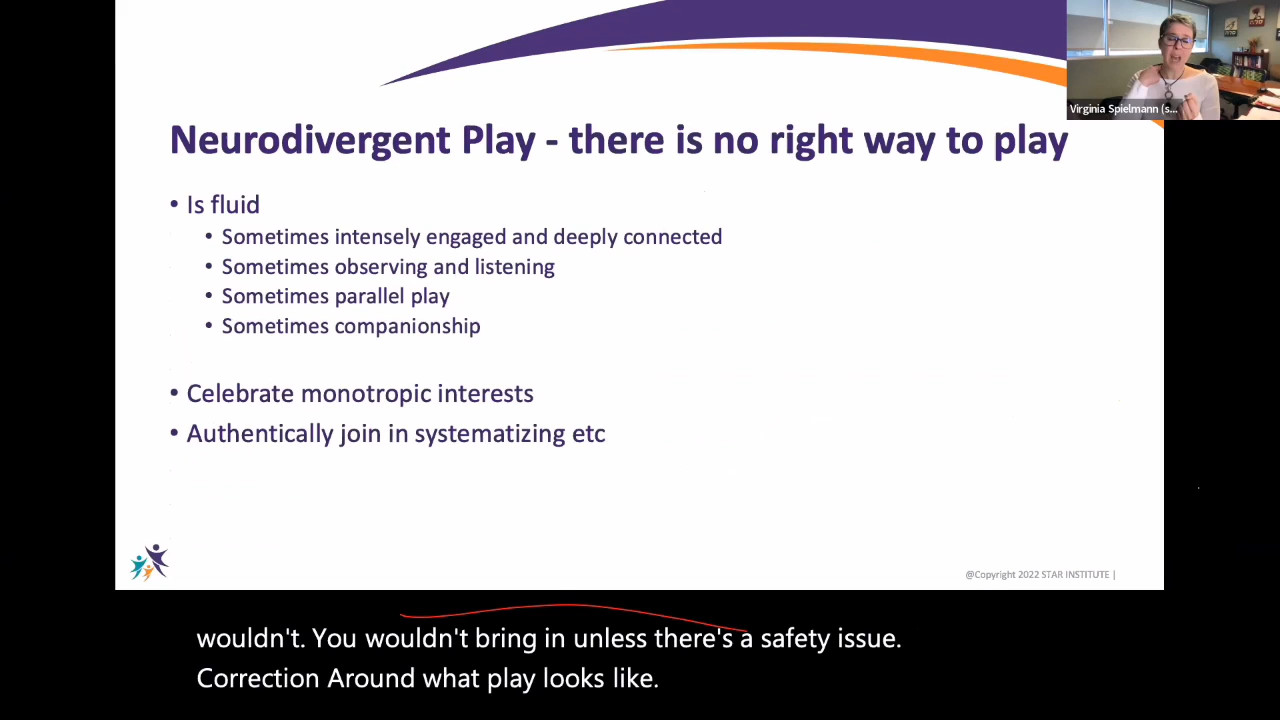 Virginia Spielmann (s...
Neurodivergent Play - there is no right way to play
• Is fluid
• Sometimes intensely engaged and deeply connected
• Sometimes observing and listening
• Sometimes parallel play
• Sometimes companionship
• Celebrate monotropic interests
• Authentically join in systematizing etc
@Copyright 2022 STAR INSTITUTE |
wouldn't. You wouldn't bring in unless there's a safety issue.
Correction Around what play looks like.